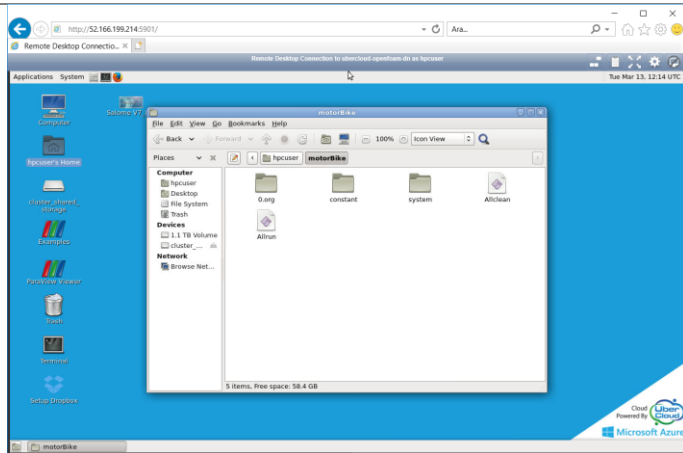 http://52.166.199.214:5901/
Ara...
Remote Desktop Connectio...
Remote Desktop Connection to ubercloud-openfoam-dn as hpcuser
Applications System
Tue Mar 13, 12:14 UTC
Computer
Salome V7
hpcuser's Home
cluster_shared_
storage
Examples
ParaView Viewer
Trash
Terminal
Setup Dropbox
motorBike
File Edit View Go Bookmarks Help
Back Forward 100% Icon View
Places hpcuser motorBike
Computer
hpcuser
Desktop
File System
Trash
Devices
1.1 TB Volume
cluster_...
Network
Browse Net...
0.org constant system Allclean
Allrun
5 items, Free space: 58.4 GB
Cloud
Powered By
Uber
Cloud
Microsoft Azure
motorBike